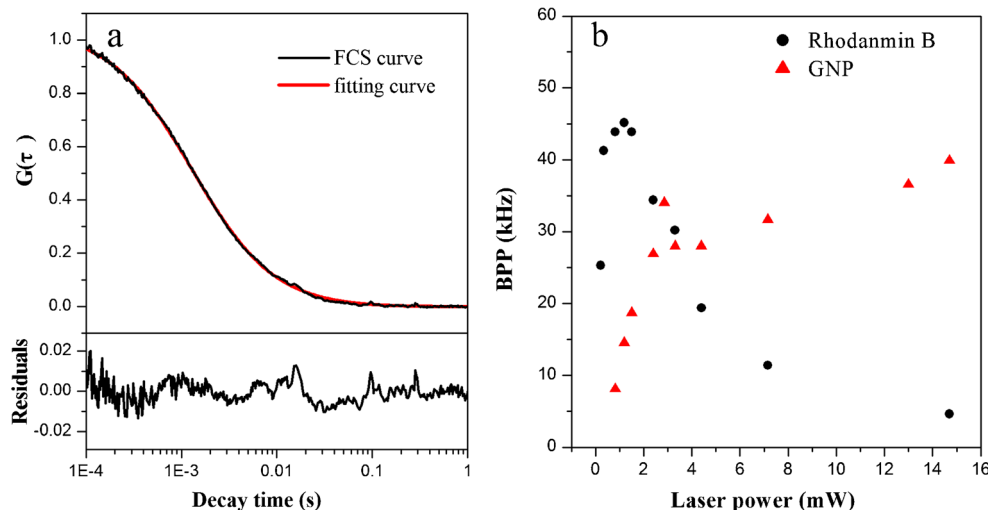 a
1.0
0.8
0.6
0.4
0.2
0.0
G(τ )
FCS curve
fitting curve
0.02
0.00
-0.02
Residuals
1E-4 1E-3 0.01 0.1 1
Decay time (s)
b
60
50
40
30
20
10
0
BPP (kHz)
Rhodanmin B
GNP
0 2 4 6 8 10 12 14 16
Laser power (mW)